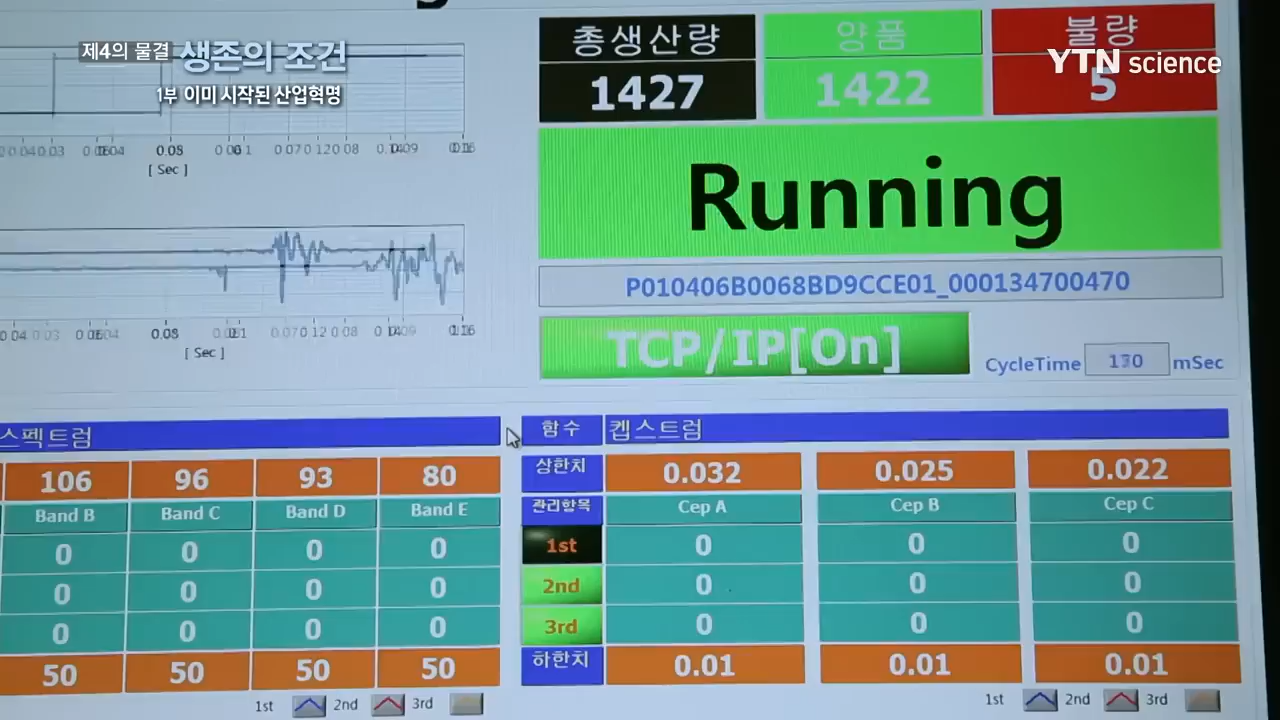 제4의 물결 생존의 조건
1부 이미 시작된 산업혁명
YTN science
총생산량 양품 불량
1427 1422 5
Running
P010406B0068BD9CCE01_000134700470
TCP/IP[On]
CycleTime mSec
[ Sec ]
[ Sec ]
스펙트럼
106 96 93 80
Band B Band C Band D Band E
0 0 0 0
0 0 0 0
0 0 0 0
50 50 50 50
1st 2nd 3rd
함수 켑스트럼
상한치 0.032 0.025 0.022
관리항목 Cep A Cep B Cep C
1st 0 0 0
2nd 0 0 0
3rd 0 0 0
하한치 0.01 0.01 0.01
1st 2nd 3rd